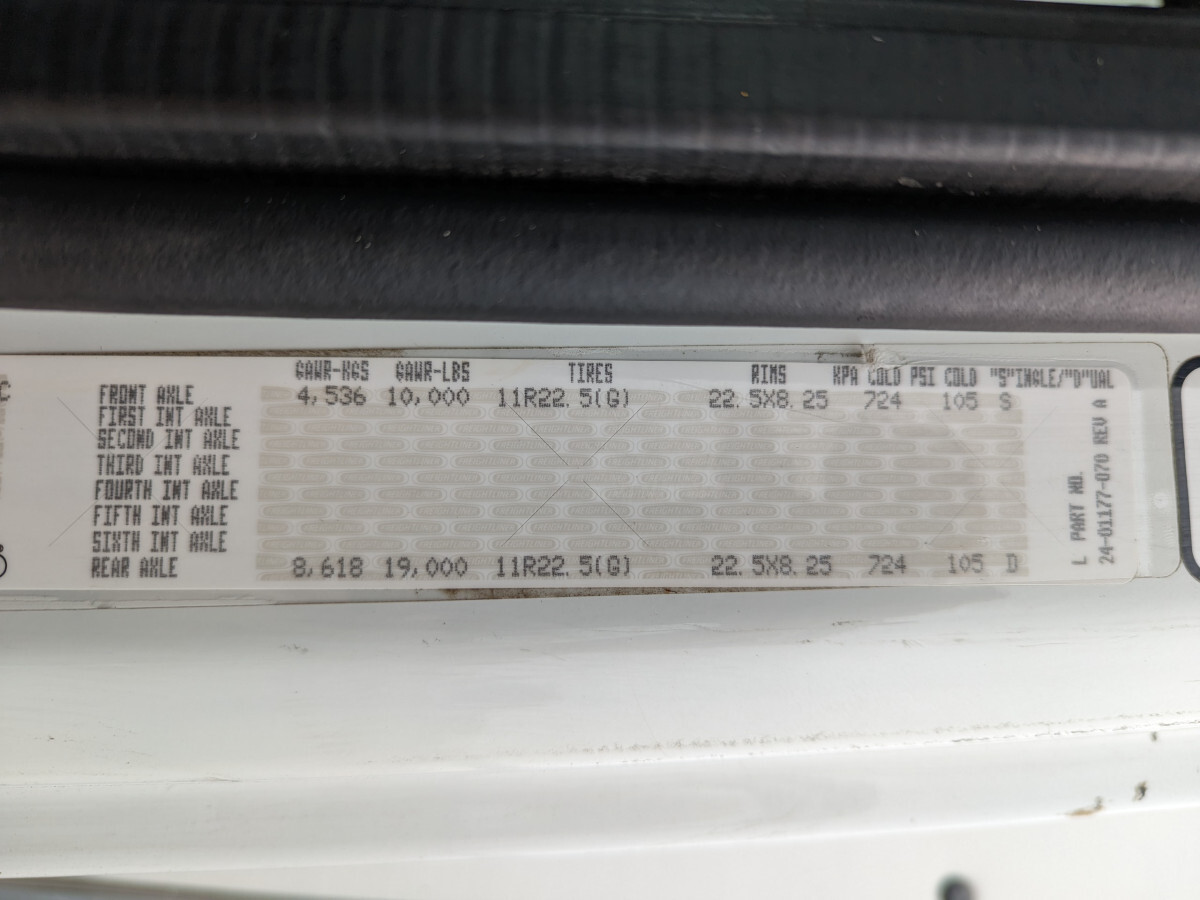 GAWR-KGS GAWR-LBS TIRES RIMS KPA COLD PSI COLD "S"INGLE/"D"UAL
FRONT AXLE 4,536 10,000 11R22.5(G) 22.5X8.25 724 105 S
FIRST INT AXLE
SECOND INT AXLE
THIRD INT AXLE
FOURTH INT AXLE
FIFTH INT AXLE
SIXTH INT AXLE
REAR AXLE 8,618 19,000 11R22.5(G) 22.5X8.25 724 105 D
L PART NO.
24-01177-070 REV A